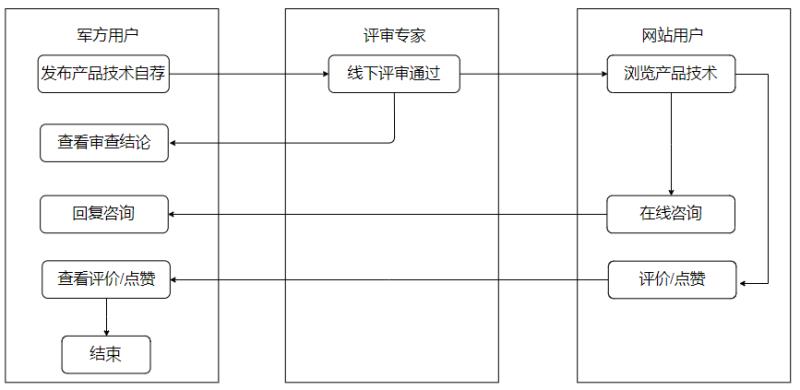 军方用户
评审专家
网站用户
发布产品技术自荐
线下评审通过
浏览产品技术
查看审查结论
回复咨询
在线咨询
查看评价/点赞
评价/点赞
结束